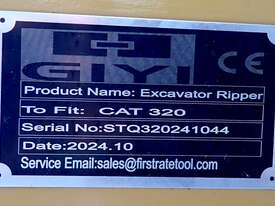 GIYI CE
Product Name: Excavator Ripper
To Fit: CAT 320
Serial No:STQ320241044
Date:2024.10
Service Email:sales@firstratetool.com